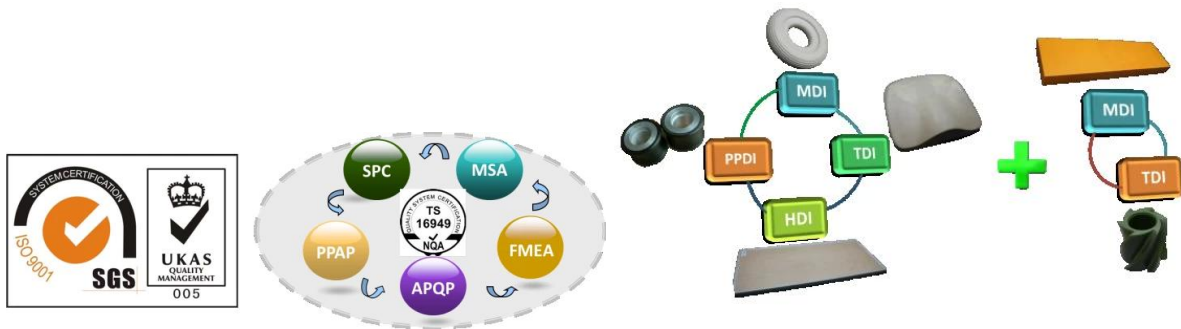 SYSTEM CERTIFICATION
ISO 9001
SGS
UKAS
QUALITY
MANAGEMENT
005
SPC
MSA
PPAP
FMEA
APQP
QUALITY SYSTEM CERTIFICATION
TS
16949
NQA
MDI
PPDI
TDI
HDI
MDI
TDI